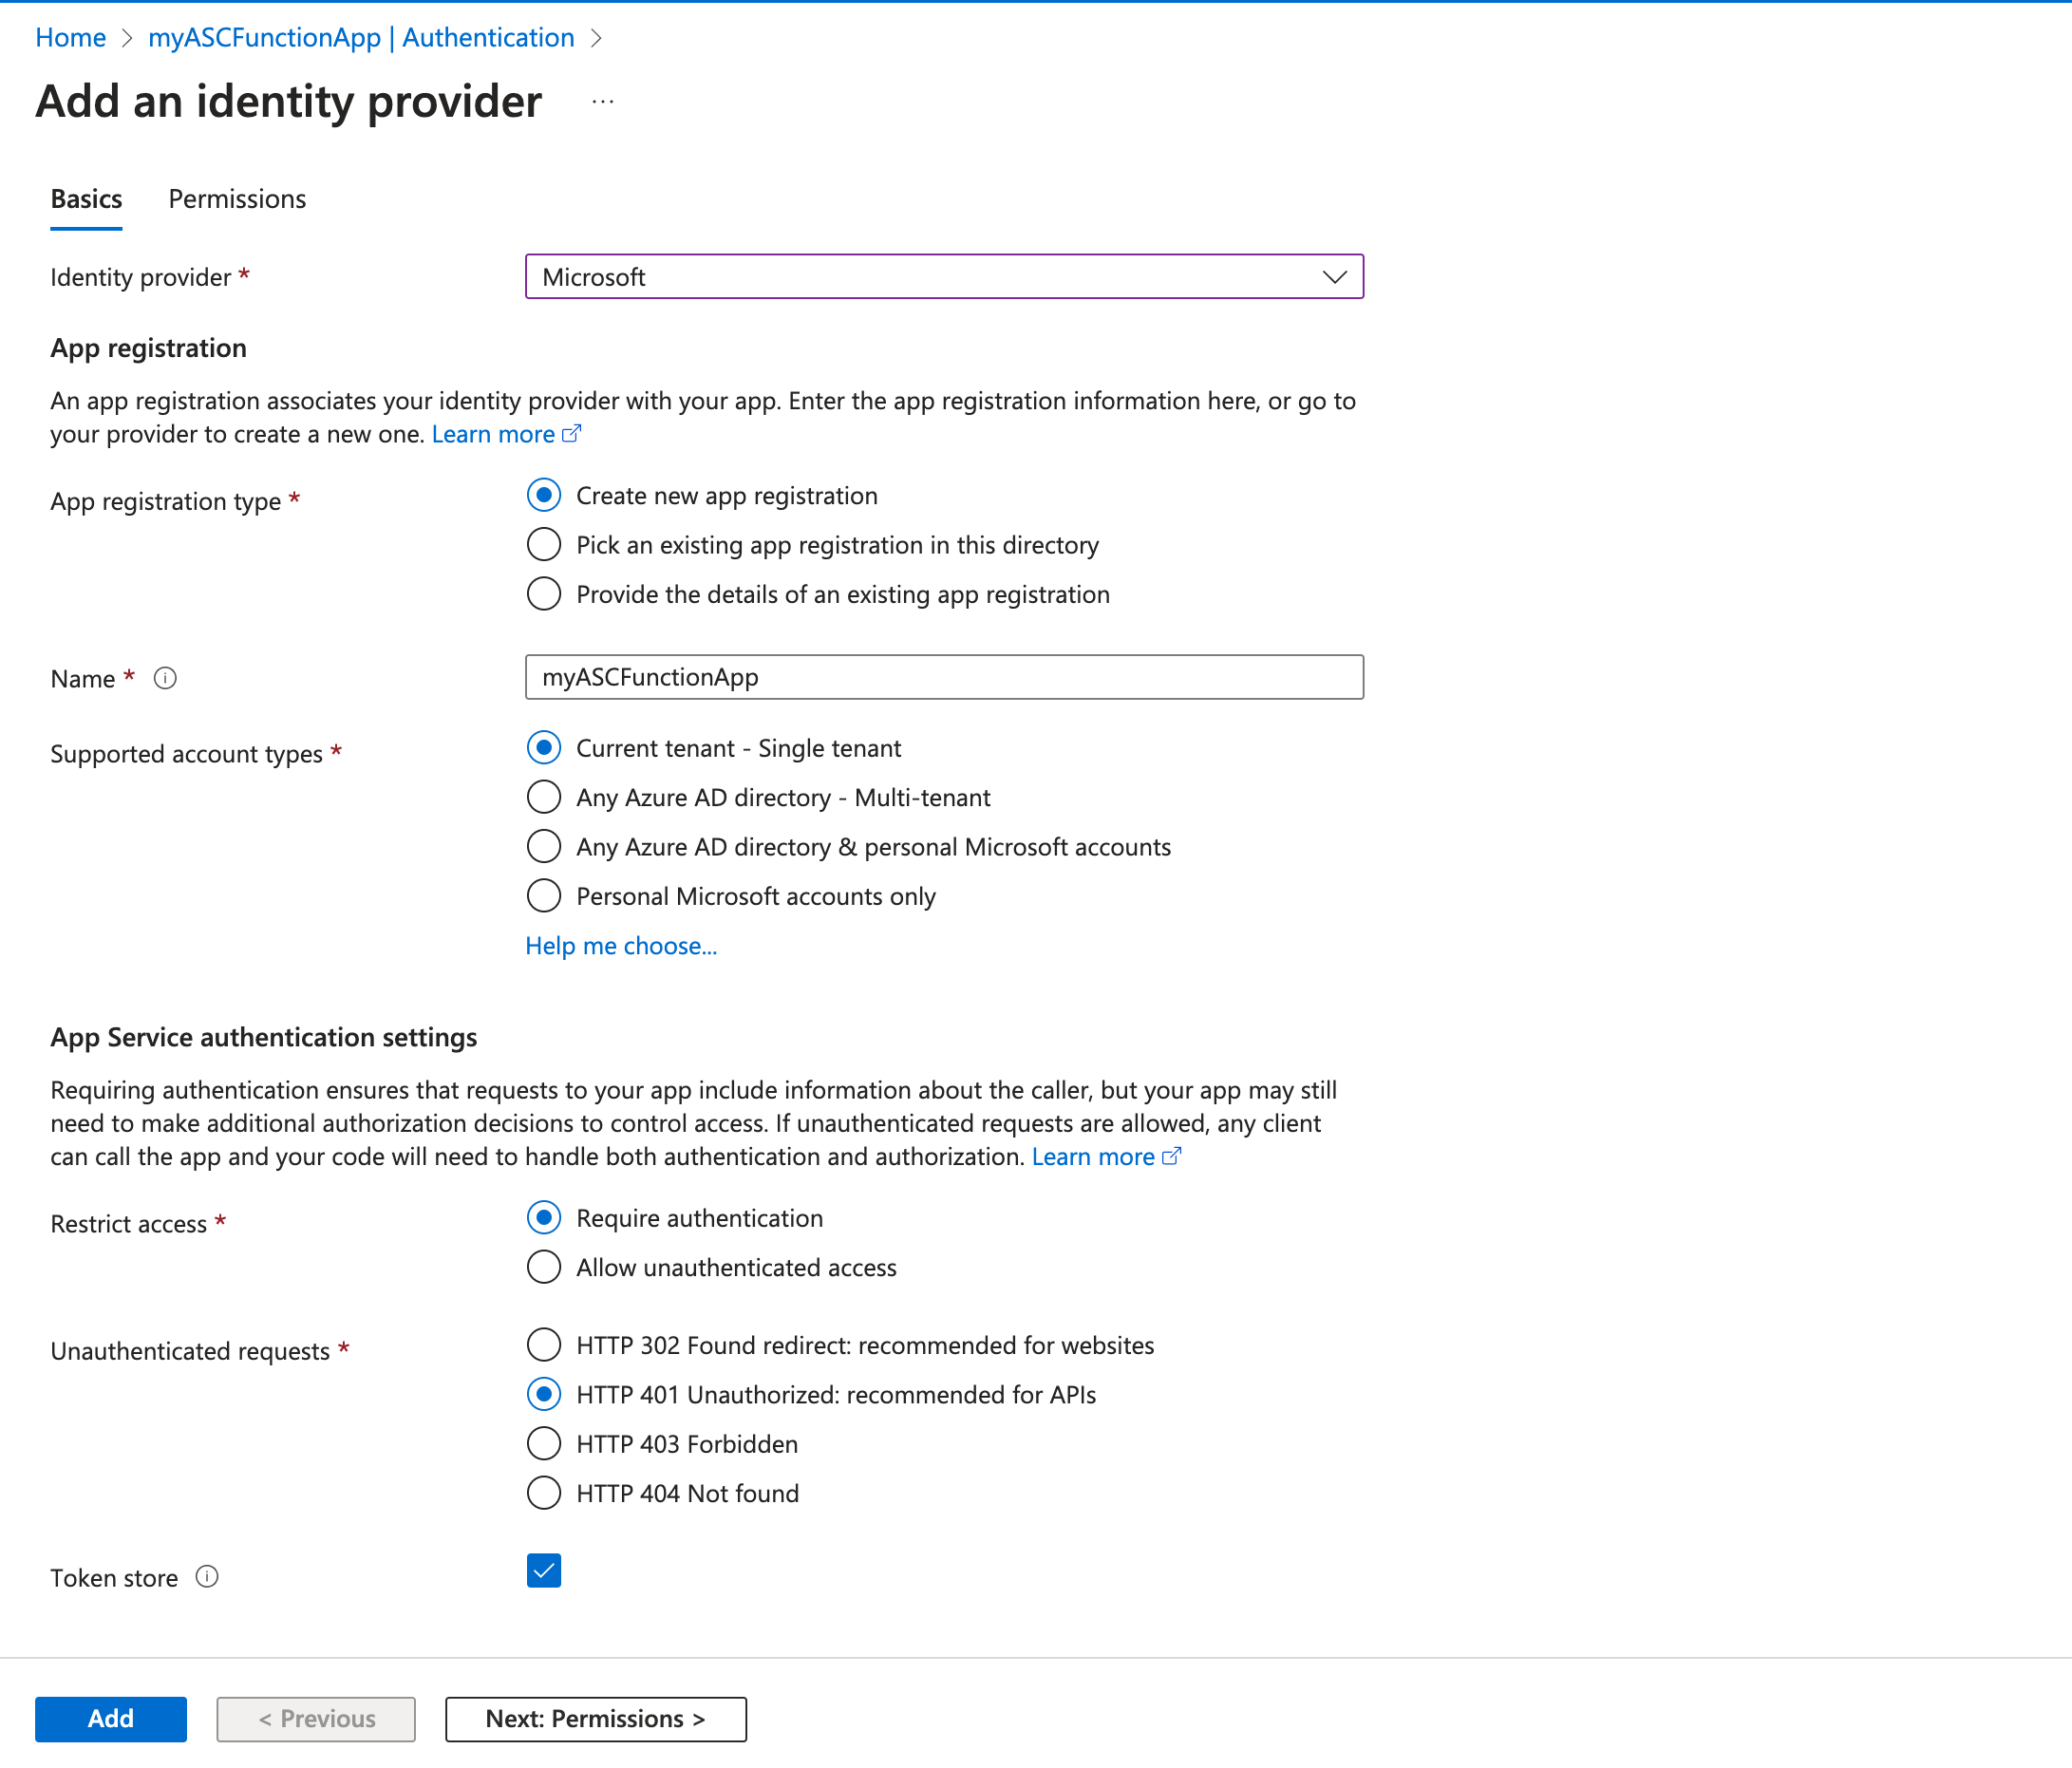 Home > myASCFunctionApp | Authentication >
Add an identity provider ...
Basics Permissions
Identity provider * Microsoft
App registration
An app registration associates your identity provider with your app. Enter the app registration information here, or go to
your provider to create a new one. Learn more
App registration type * Create new app registration
Pick an existing app registration in this directory
Provide the details of an existing app registration
Name * myASCFunctionApp
Supported account types * Current tenant - Single tenant
Any Azure AD directory - Multi-tenant
Any Azure AD directory & personal Microsoft accounts
Personal Microsoft accounts only
Help me choose...
App Service authentication settings
Requiring authentication ensures that requests to your app include information about the caller, but your app may still
need to make additional authorization decisions to control access. If unauthenticated requests are allowed, any client
can call the app and your code will need to handle both authentication and authorization. Learn more
Restrict access * Require authentication
Allow unauthenticated access
Unauthenticated requests * HTTP 302 Found redirect: recommended for websites
HTTP 401 Unauthorized: recommended for APIs
HTTP 403 Forbidden
HTTP 404 Not found
Token store
Add < Previous Next: Permissions >